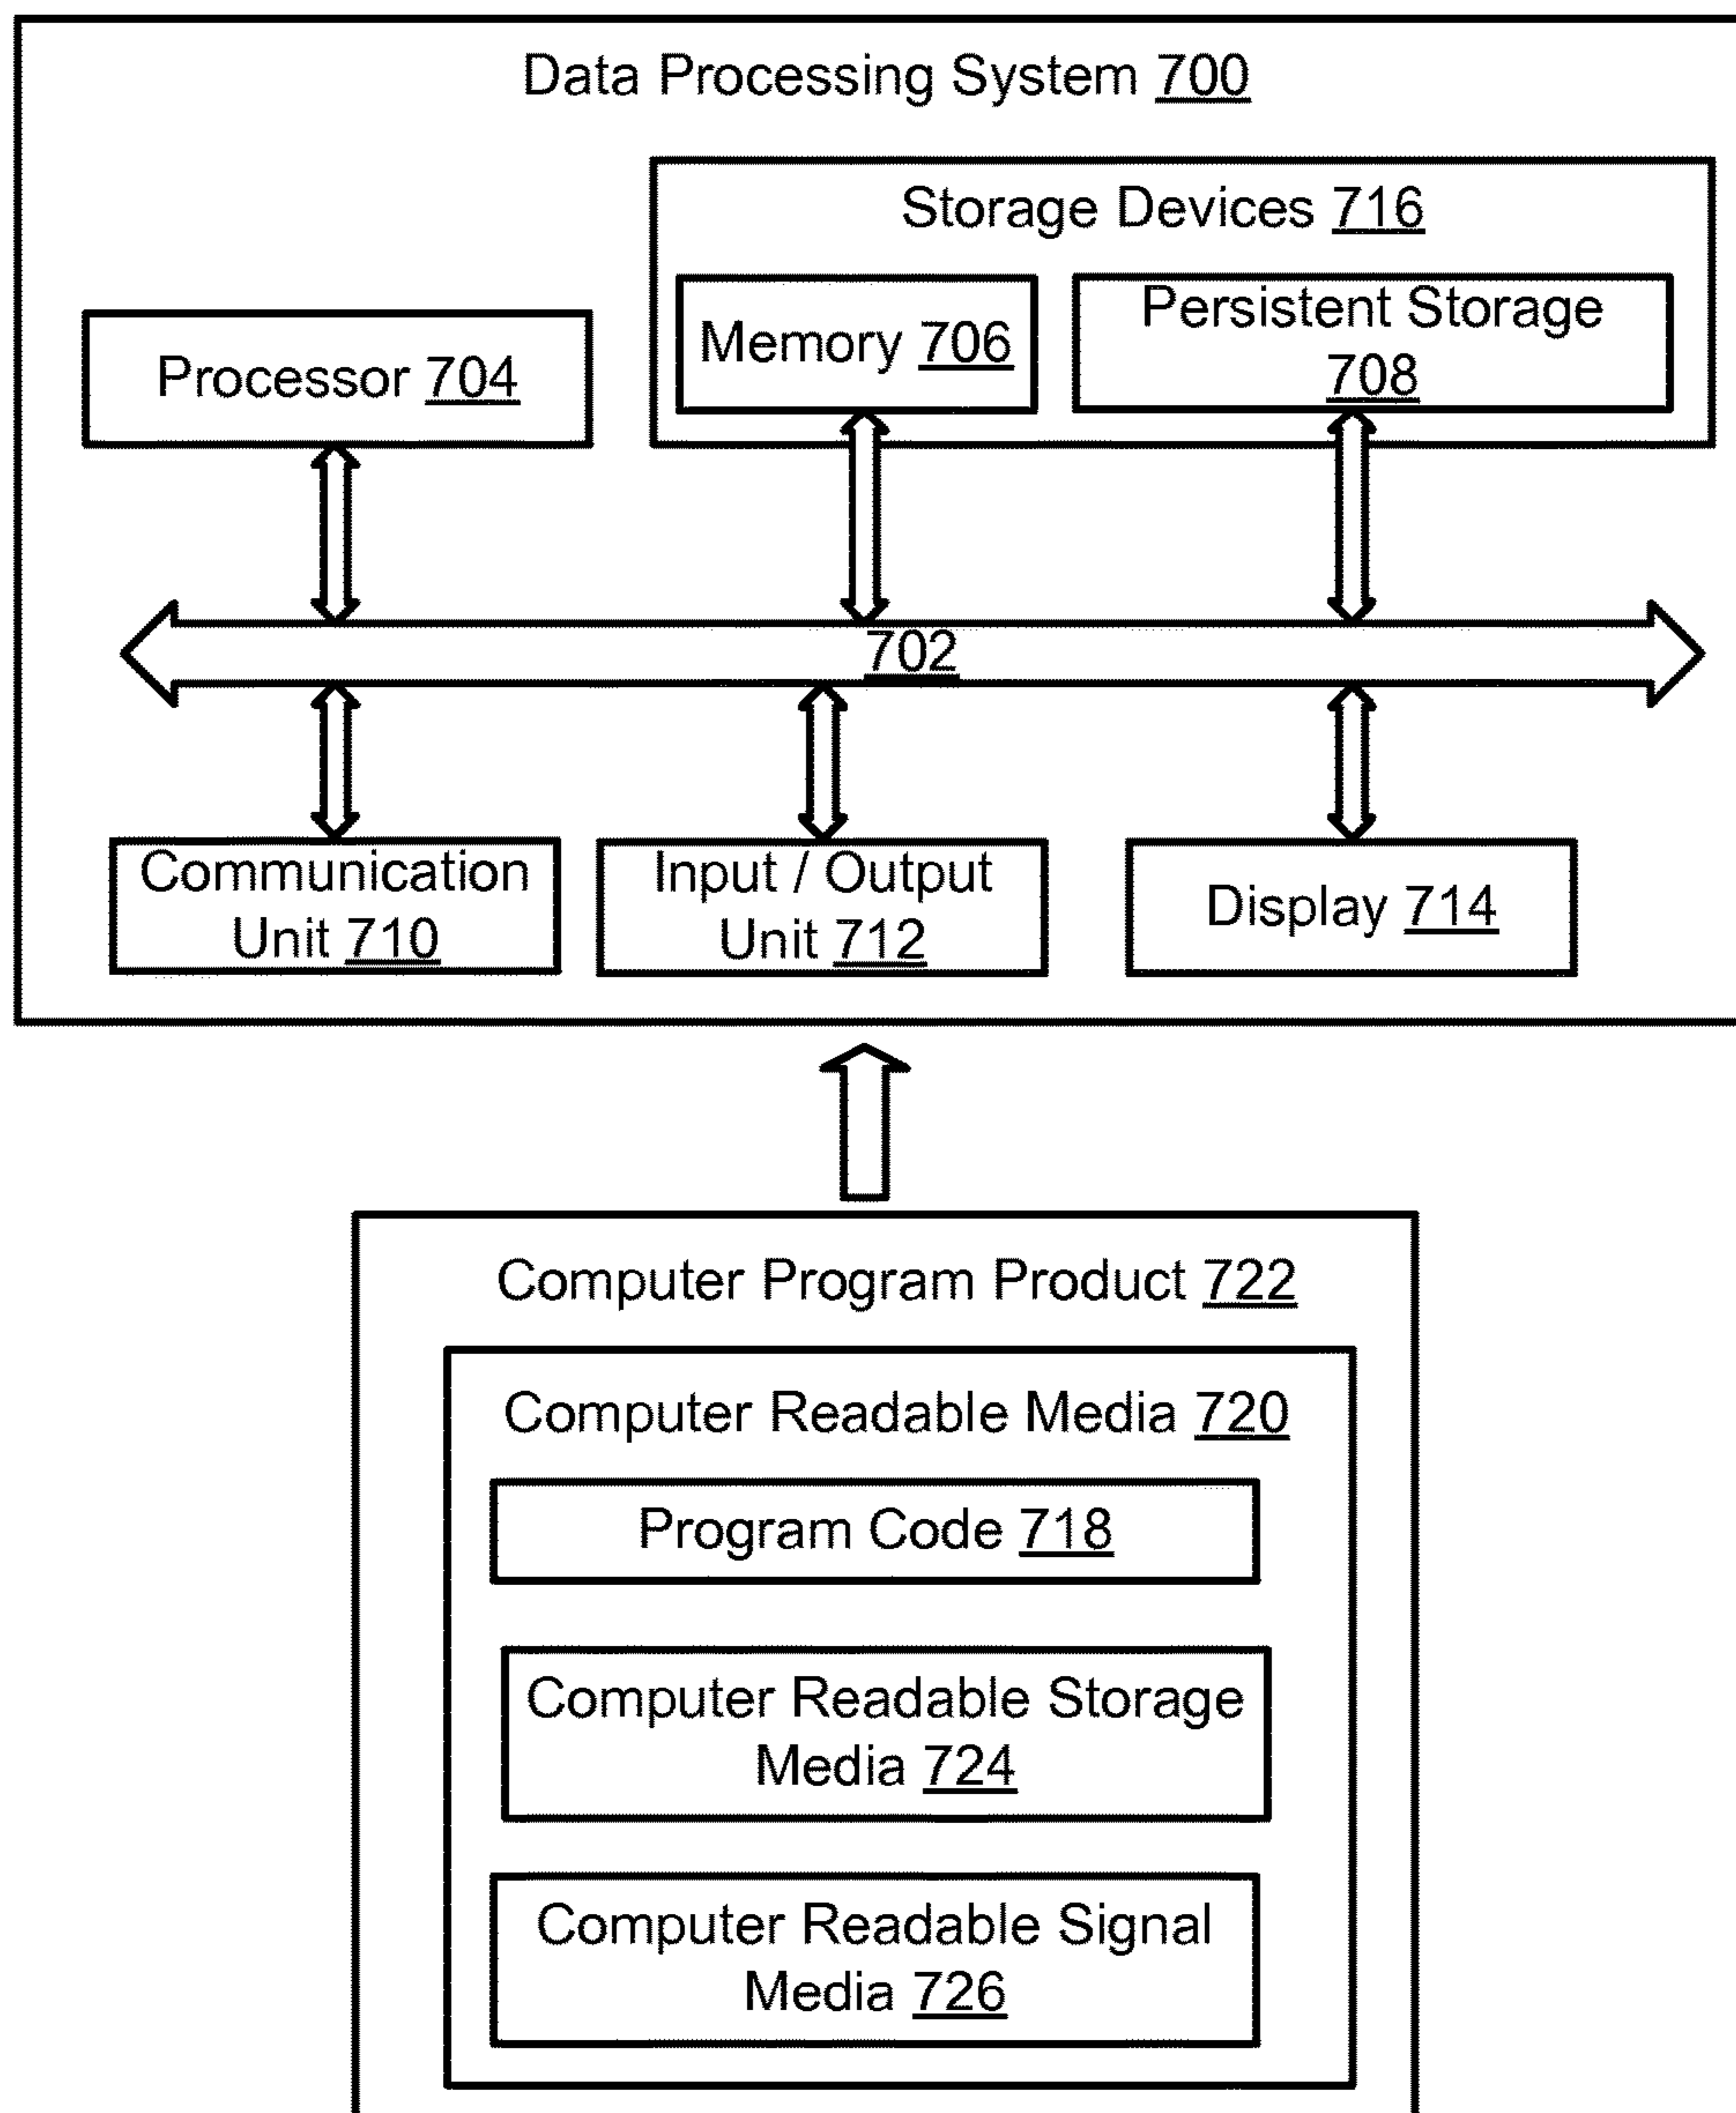 Data Processing System 700
Storage Devices 716
Memory 706
Persistent Storage
708
Processor 704
702
Communication
Unit 710
Input / Output
Unit 712
Display 714
Computer Program Product 722
Computer Readable Media 720
Program Code 718
Computer Readable Storage
Media 724
Computer Readable Signal
Media 726